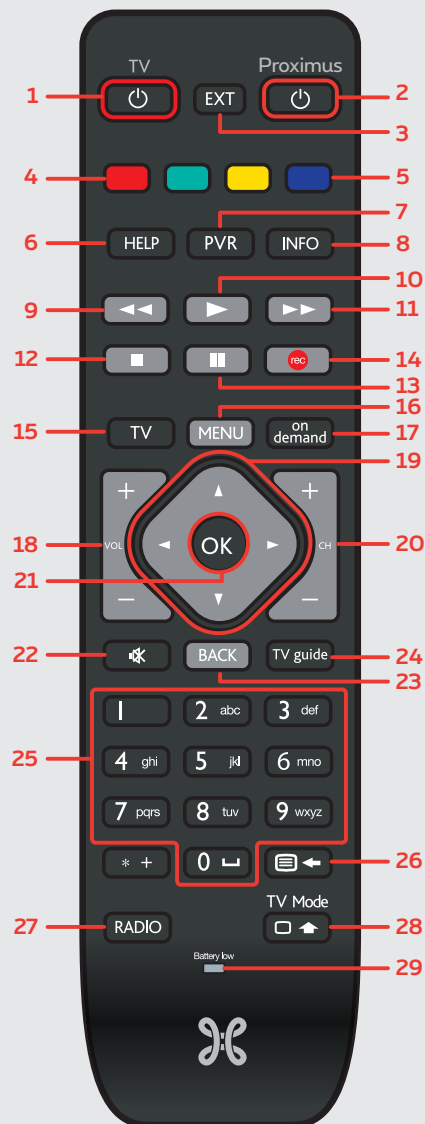 TV Proximus
1 EXT 2
3
4 5
7
6 HELP PVR INFO 8
10
9 11
12 rec 14
13
16
15 TV MENU on demand 17
19
+ +
18 VOL OK CH 20
21
− −
22 BACK TV guide 24
23
1 2 abc 3 def
25 4 ghi 5 jkl 6 mno
7 pqrs 8 tuv 9 wxyz
* + 0 26
TV Mode
27 RADIO 28
Battery low
29